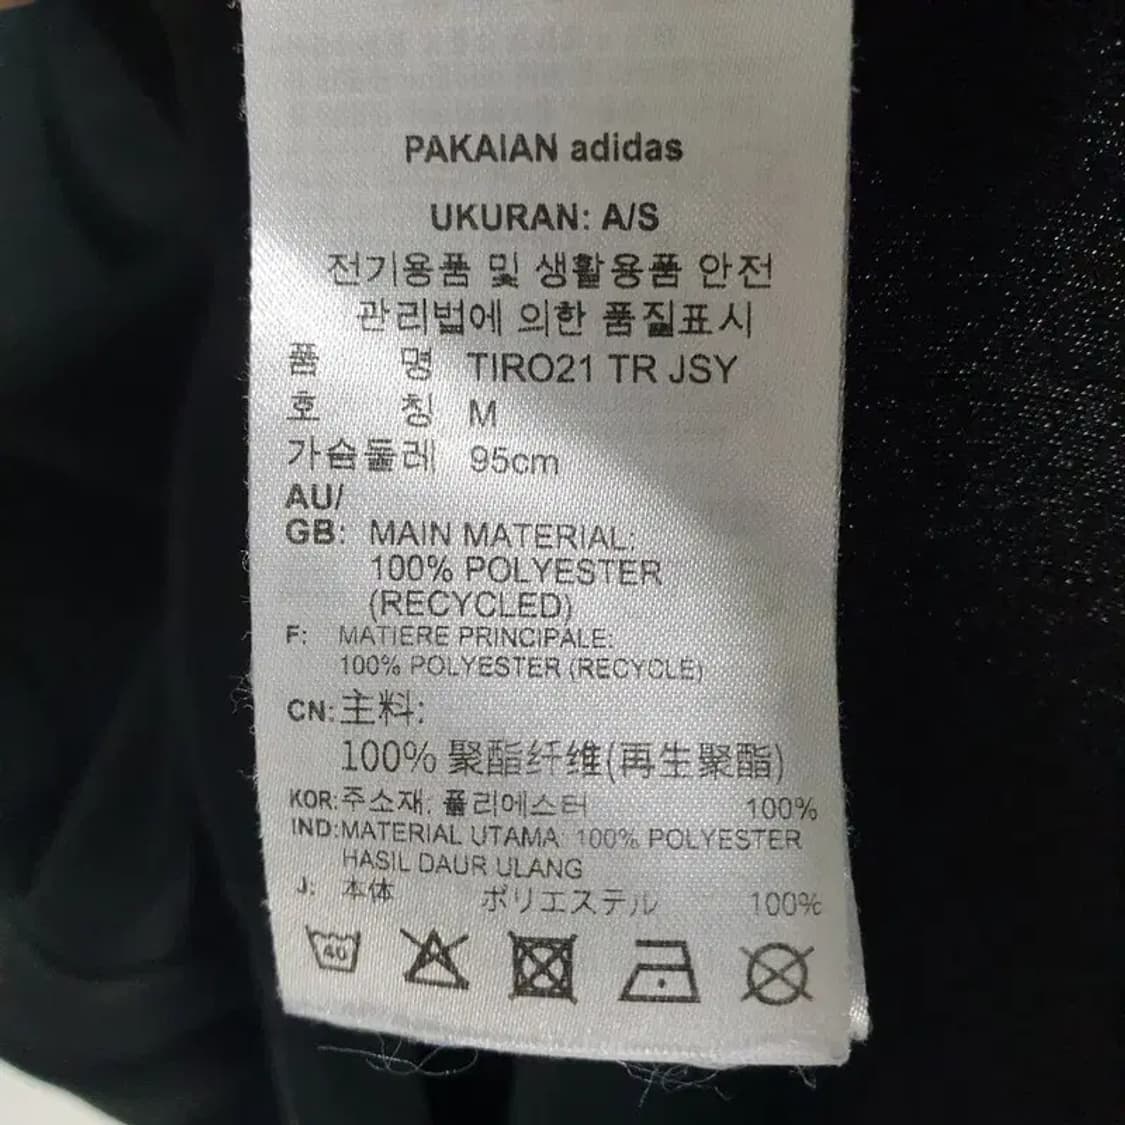 PAKAIAN adidas
UKURAN: A/S
전기용품 및 생활용품 안전
관리법에 의한 품질표시
품 명 TIRO21 TR JSY
호 칭 M
가슴둘레 95cm
AU/
GB: MAIN MATERIAL:
100% POLYESTER
(RECYCLED)
F: MATIERE PRINCIPALE:
100% POLYESTER (RECYCLÉ)
CN: 主料:
100% 聚酯纤维(再生聚酯)
KOR: 주소재: 폴리에스터 100%
IND: MATERIAL UTAMA: 100% POLYESTER
HASIL DAUR ULANG
J: 本体 ポリエステル 100%
40